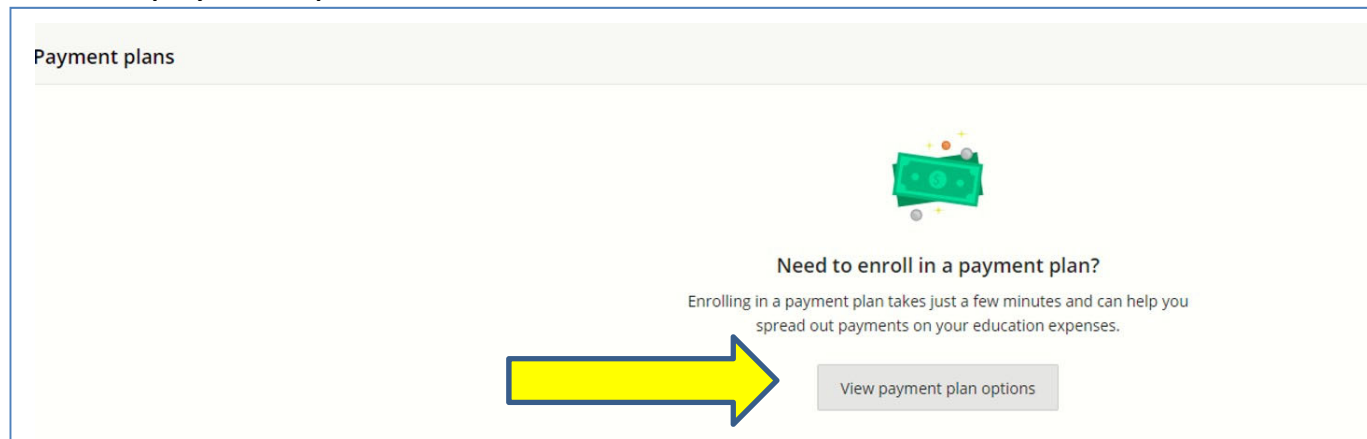 Payment plans
Need to enroll in a payment plan?
Enrolling in a payment plan takes just a few minutes and can help you
spread out payments on your education expenses.
View payment plan options